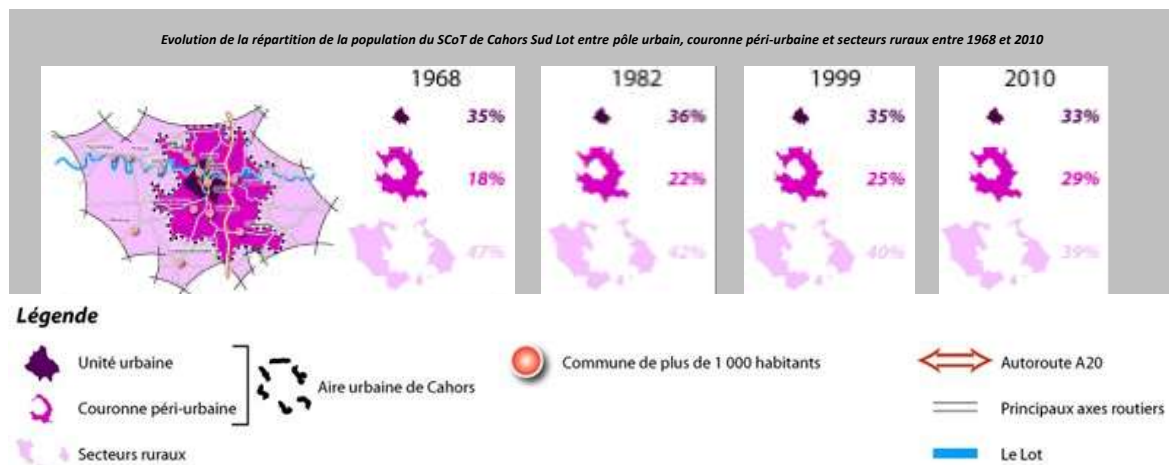 Evolution de la répartition de la population du SCoT de Cahors Sud Lot entre pôle urbain, couronne péri-urbaine et secteurs ruraux entre 1968 et 2010
1968 1982 1999 2010
35% 36% 35% 33%
18% 22% 25% 29%
47% 42% 40% 39%
Légende
Unité urbaine
Couronne péri-urbaine
Aire urbaine de Cahors
Secteurs ruraux
Commune de plus de 1 000 habitants
Autoroute A20
Principaux axes routiers
Le Lot